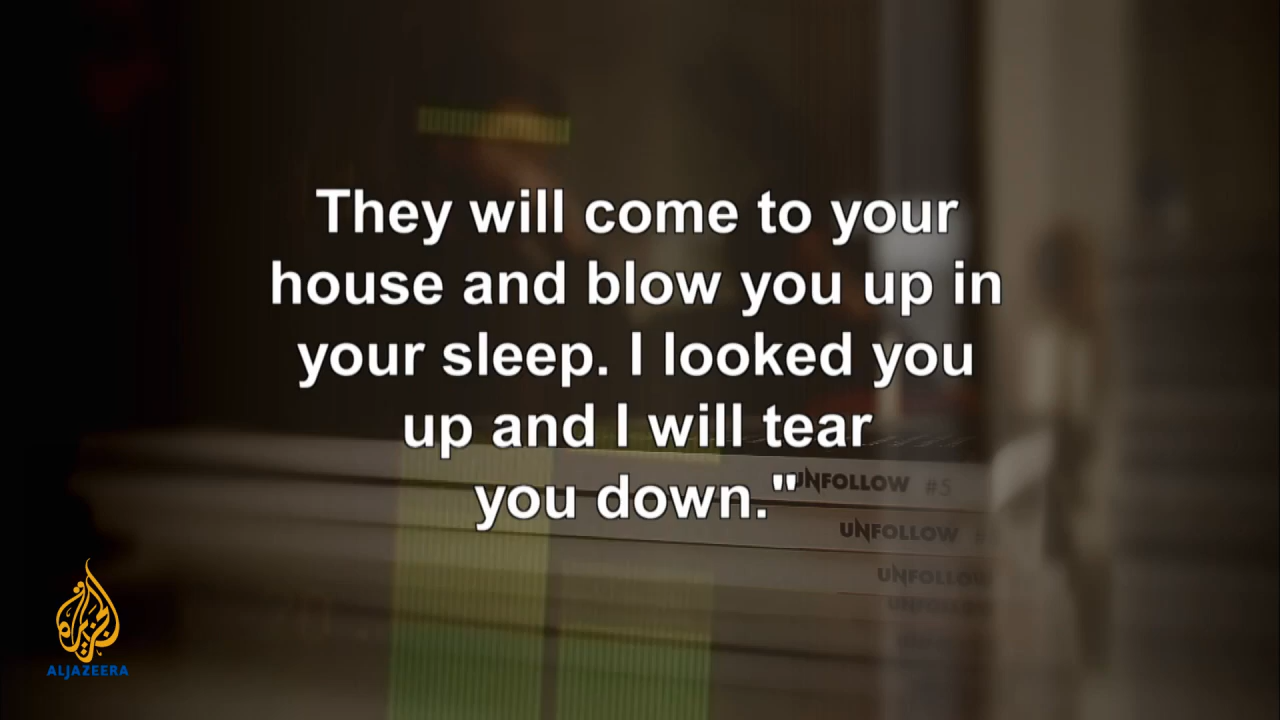 They will come to your
house and blow you up in
your sleep. I looked you
up and I will tear
you down."
UNFOLLOW #5
UNFOLLOW
UNFOLLOW
الجزيرة
ALJAZEERA